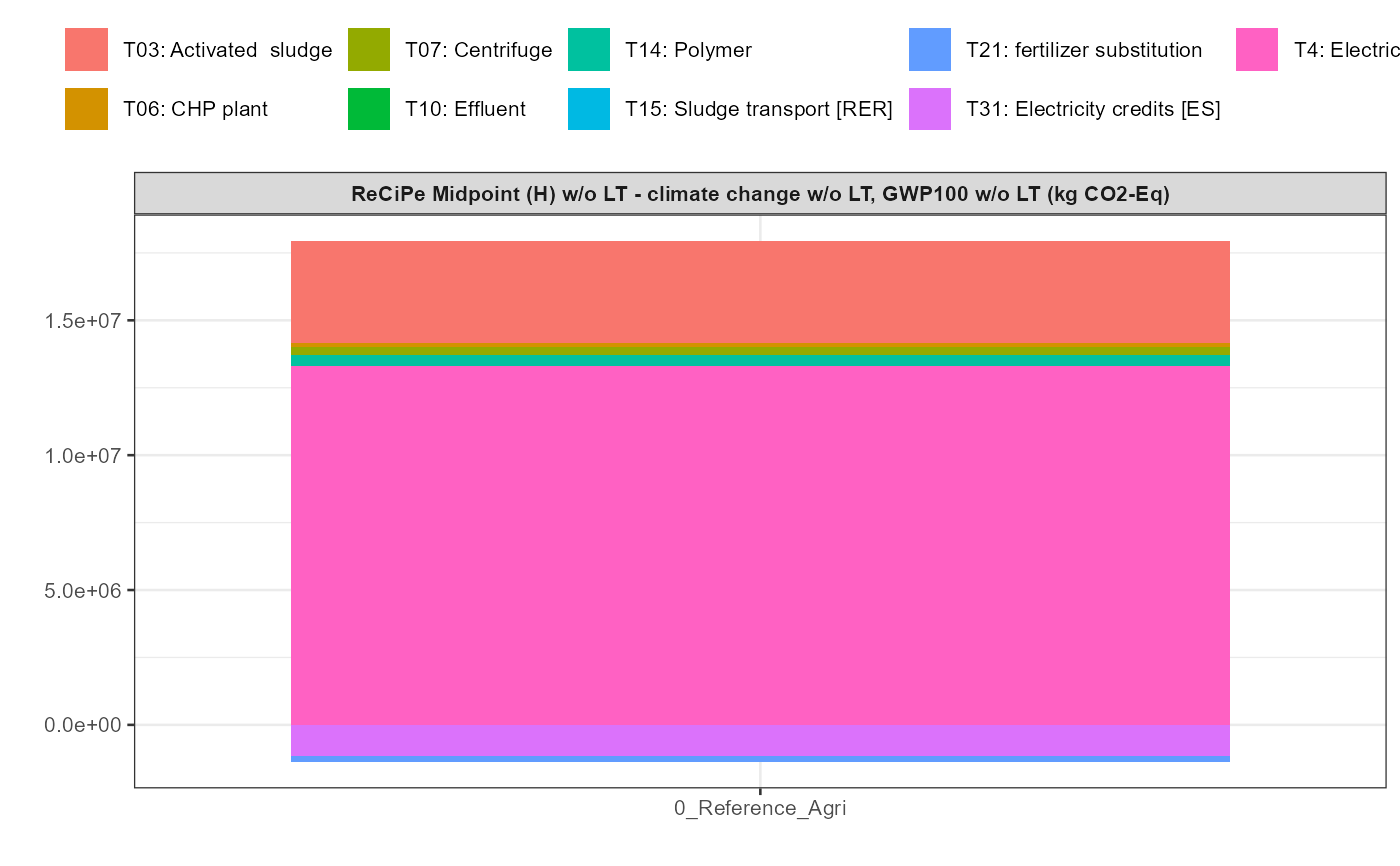 T03: Activated  sludge T07: Centrifuge T14: Polymer T21: fertilizer substitution T4: Electric
T06: CHP plant T10: Effluent T15: Sludge transport [RER] T31: Electricity credits [ES]
ReCiPe Midpoint (H) w/o LT - climate change w/o LT, GWP100 w/o LT (kg CO2-Eq)
1.5e+07
1.0e+07
5.0e+06
0.0e+00
0_Reference_Agri